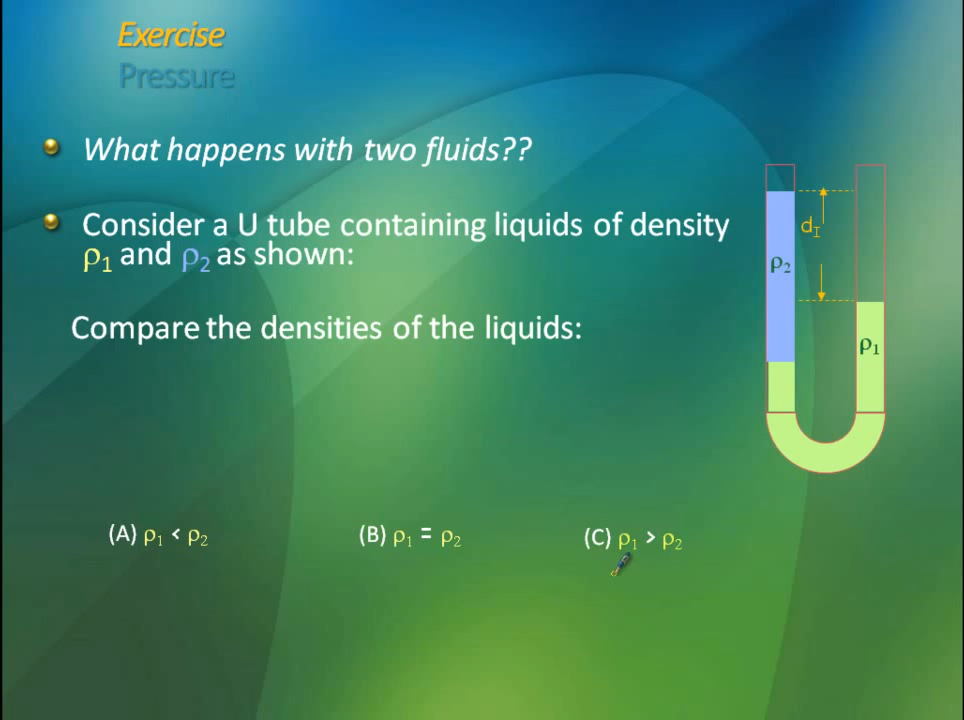 Exercise
Pressure
What happens with two fluids??
Consider a U tube containing liquids of density
ρ₁ and ρ₂ as shown:
Compare the densities of the liquids:
(A) ρ₁ < ρ₂
(B) ρ₁ = ρ₂
(C) ρ₁ > ρ₂
d_I
ρ₂
ρ₁